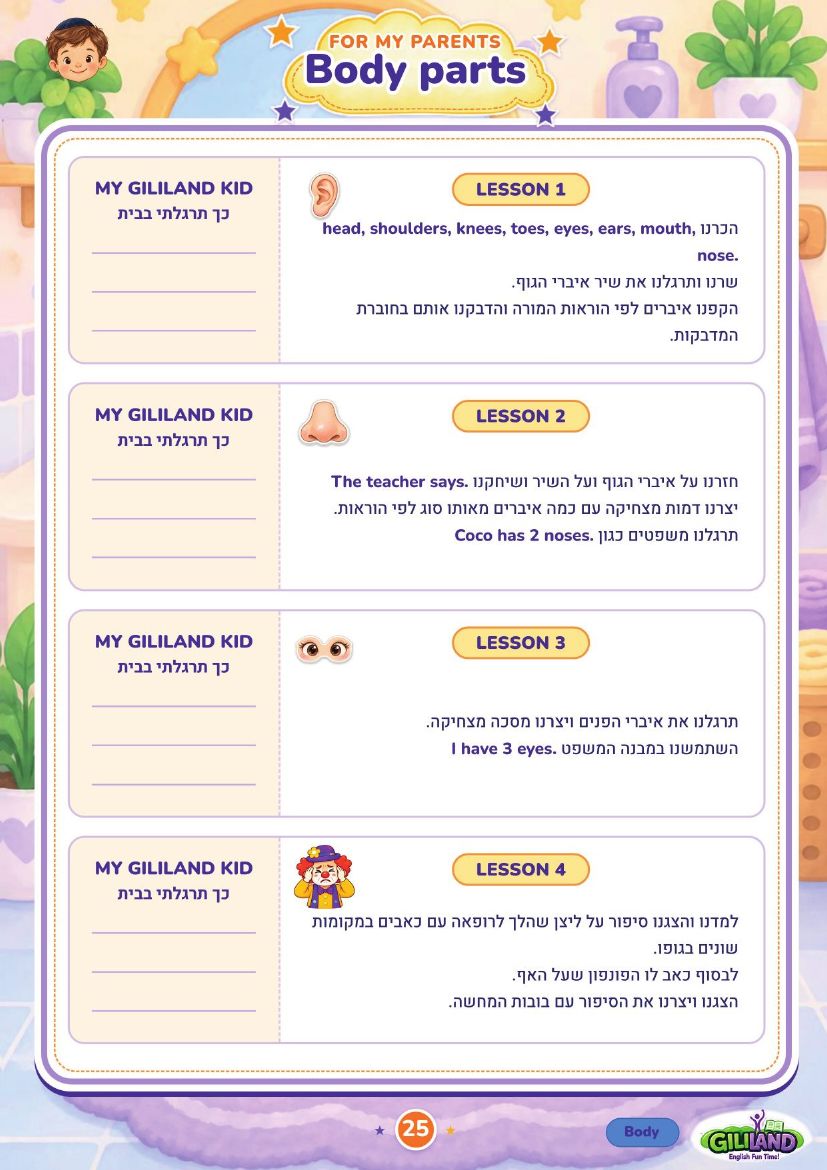 FOR MY PARENTS
Body parts
LESSON 1
הכרנו head, shoulders, knees, toes, eyes, ears, mouth,
nose.
שרנו ותרגלנו את שיר איברי הגוף.
הקפנו איברים לפי הוראות המורה והדבקנו אותם בחוברת
המדבקות.
MY GILILAND KID
כך תרגלתי בבית
LESSON 2
חזרנו על איברי הגוף ועל השיר ושיחקנו The teacher says.
יצרנו דמות מצחיקה עם כמה איברים מאותו סוג לפי הוראות.
תרגלנו משפטים כגון Coco has 2 noses.
MY GILILAND KID
כך תרגלתי בבית
LESSON 3
תרגלנו את איברי הפנים ויצרנו מסכה מצחיקה.
השתמשנו במבנה המשפט I have 3 eyes.
MY GILILAND KID
כך תרגלתי בבית
LESSON 4
למדנו והצגנו סיפור על ליצן שהלך לרופאה עם כאבים במקומות
שונים בגופו.
לבסוף כאב לו הפונפון שעל האף.
הצגנו ויצרנו את הסיפור עם בובות המחשה.
MY GILILAND KID
כך תרגלתי בבית
25
Body
GILILAND
English Fun Time!